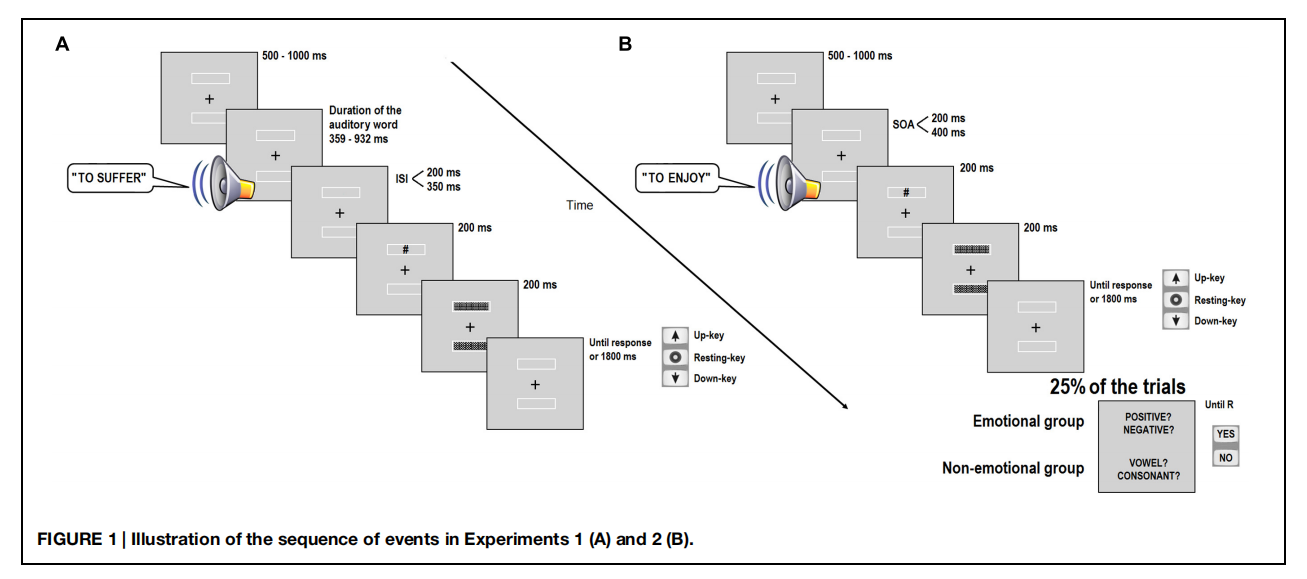 A
500 - 1000 ms
+
Duration of the
auditory word
359 - 932 ms
+
"TO SUFFER"
ISI
200 ms
350 ms
+
200 ms
#
+
200 ms
+
Until response
or 1800 ms
+
Up-key
Resting-key
Down-key
Time
B
500 - 1000 ms
+
SOA
200 ms
400 ms
+
"TO ENJOY"
200 ms
#
+
200 ms
+
Until response
or 1800 ms
+
Up-key
Resting-key
Down-key
25% of the trials
Emotional group
POSITIVE?
NEGATIVE?
Non-emotional group
VOWEL?
CONSONANT?
Until R
YES
NO
FIGURE 1 | Illustration of the sequence of events in Experiments 1 (A) and 2 (B).